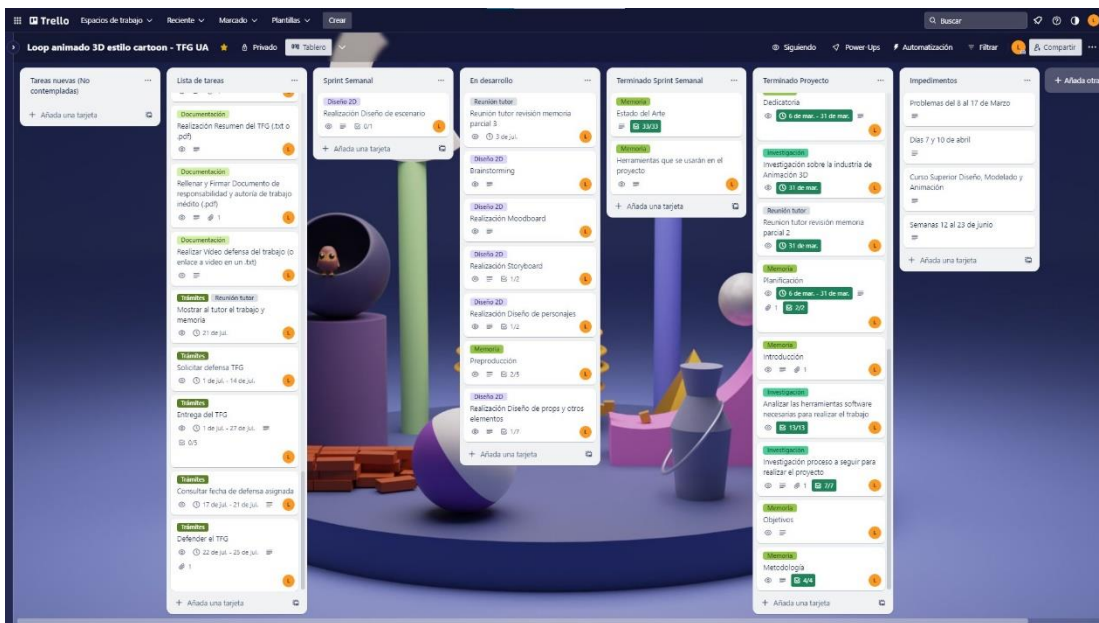 Trello
Espacios de trabajo
Reciente
Marcado
Plantillas
Crear
Buscar
Loop animado 3D estilo cartoon - TFG UA
Privado
Tablero
Siguiendo
Power-Ups
Automatización
Filtrar
Compartir
Tareas nuevas (No
contempladas)
+ Añada una tarjeta
Lista de tareas
Documentación
Realización Resumen del TFG (.txt o
.pdf)
Documentación
Rellenar y Firmar Documento de
responsabilidad y autoría de trabajo
inédito (.pdf)
1
Documentación
Realizar Vídeo defensa del trabajo (o
enlace a video en un .txt)
Trámites Reunión tutor
Mostrar al tutor el trabajo y
memoria
21 de jul.
Trámites
Solicitar defensa TFG
1 de jul. - 14 de jul.
Trámites
Entrega del TFG
1 de jul. - 27 de jul.
0/5
Trámites
Consultar fecha de defensa asignada
17 de jul. - 21 de jul.
Trámites
Defender el TFG
22 de jul. - 25 de jul.
1
+ Añada una tarjeta
Sprint Semanal
Diseño 2D
Realización Diseño de escenario
0/1
+ Añada una tarjeta
En desarrollo
Reunión tutor
Reunion tutor revisión memoria
parcial 3
3 de jul.
Diseño 2D
Brainstorming
Diseño 2D
Realización Moodboard
Diseño 2D
Realización Storyboard
1/2
Diseño 2D
Realización Diseño de personajes
1/2
Memoria
Preproducción
2/5
Diseño 2D
Realización Diseño de props y otros
elementos
+ Añada una tarjeta
Terminado Sprint Semanal
Memoria
Estado del Arte
33/33
Memoria
Herramientas que se usarán en el
proyecto
+ Añada una tarjeta
Terminado Proyecto
Dedicatoria
6 de mar. - 31 de mar.
Investigación
Investigación sobre la industria de
Animación 3D
31 de mar.
Reunión tutor
Reunion tutor revisión memoria
parcial 2
31 de mar.
Memoria
Planificación
6 de mar. - 31 de mar.
1 2/2
Memoria
Introducción
1
Investigación
Analizar las herramientas software
necesarias para realizar el trabajo
13/13
Investigación
Investigación proceso a seguir para
realizar el proyecto
1 7/7
Memoria
Objetivos
Memoria
Metodología
4/4
+ Añada una tarjeta
Impedimentos
Problemas del 8 al 17 de Marzo
Días 7 y 10 de abril
Curso Superior Diseño, Modelado y
Animación
Semanas 12 al 23 de junio
+ Añada una tarjeta
+ Añada otra